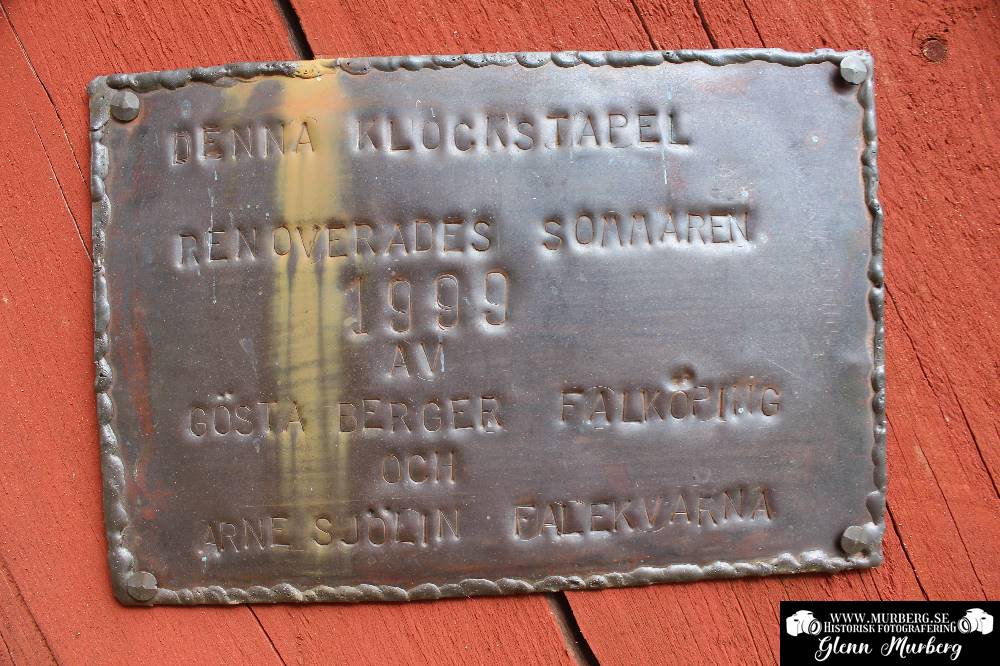 DENNA KLOCKSTAPEL
RENOVERADES SOMMAREN
1999
AV
GÖSTA BERGER FALKÖPING
OCH
ARNE SJÖLIN FALEKVARNA
WWW.MURBERG.SE
HISTORISK FOTOGRAFERING
Glenn Murberg